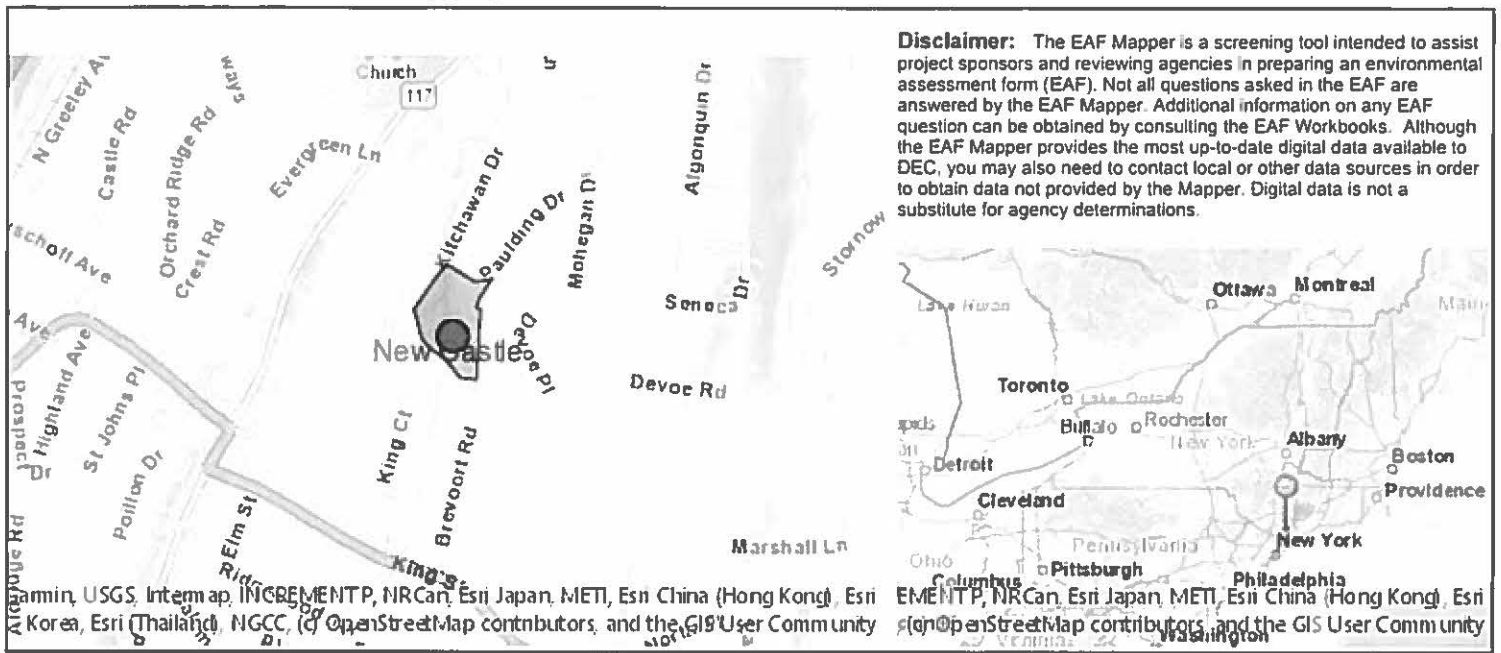 Disclaimer: The EAF Mapper is a screening tool intended to assist
project sponsors and reviewing agencies in preparing an environmental
assessment form (EAF). Not all questions asked in the EAF are
answered by the EAF Mapper. Additional information on any EAF
question can be obtained by consulting the EAF Workbooks. Although
the EAF Mapper provides the most up-to-date digital data available to
DEC, you may also need to contact local or other data sources in order
to obtain data not provided by the Mapper. Digital data is not a
substitute for agency determinations.
Church
117
N Greeley
Castle Rd
Orchard Ridge Rd
Crest Rd
Evergreen Ln
Kitchawan Dr
Paulding Dr
Mohegan
Algonquin Dr
Stornow
Seneca
Dr
New Castle
Devoe Pl
Devoe Rd
Ave
Ave
Highland Ave
St Johns Pl
Poillon Dr
Prospect
Dr
King Ct
Brevoort Rd
Elm St
King's
Marshall Ln
armin, USGS, Intermap, INCREMENT P, NRCan, Esri Japan, METI, Esri China (Hong Kong), Esri
Korea, Esri (Thailand), NGCC, (c) OpenStreetMap contributors, and the GIS User Community
Lake Huron
Ottawa
Montreal
Toronto
Lake Ontario
Buffalo
Rochester
New York
Albany
Boston
Detroit
Providence
Cleveland
New York
Pennsylvania
Ohio
Columbus
Pittsburgh
Philadelphia
EMENT P, NRCan, Esri Japan, METI, Esri China (Hong Kong), Esri
OpenStreetMap contributors, and the GIS User Community
Washington